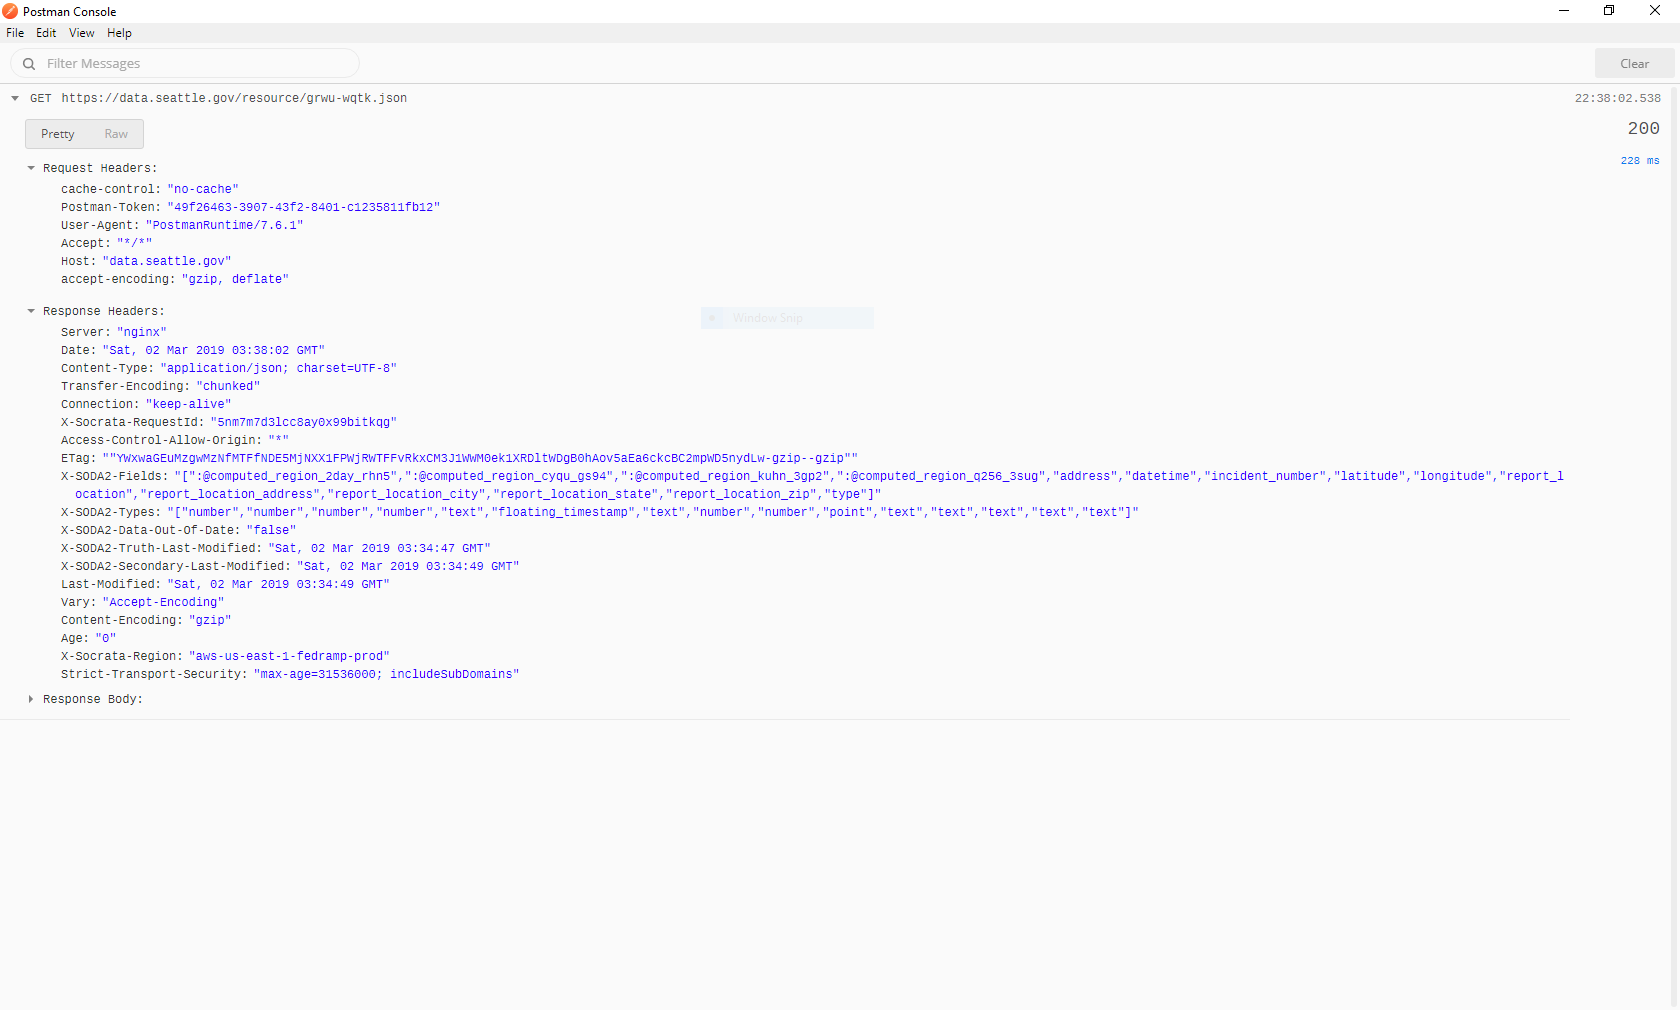 Postman Console
File Edit View Help
Filter Messages
Clear
GET https://data.seattle.gov/resource/grwu-wqtk.json
22:38:02.538
Pretty Raw
200
228 ms
Request Headers:
cache-control: "no-cache"
Postman-Token: "49f26463-3907-43f2-8401-c1235811fb12"
User-Agent: "PostmanRuntime/7.6.1"
Accept: "*/*"
Host: "data.seattle.gov"
accept-encoding: "gzip, deflate"
Response Headers:
Window Snip
Server: "nginx"
Date: "Sat, 02 Mar 2019 03:38:02 GMT"
Content-Type: "application/json; charset=UTF-8"
Transfer-Encoding: "chunked"
Connection: "keep-alive"
X-Socrata-RequestId: "5nm7m7d3lcc8ay0x99bitkqg"
Access-Control-Allow-Origin: "*"
ETag: ""YWxwaGEuMzgwMzNfMTFfNDE5MjNXX1FPWjRWTFFvRkxCM3J1WWM0ek1XRDltWDgB0hAov5aEa6ckcBC2mpWD5nydLw-gzip--gzip""
X-SODA2-Fields: "[":@computed_region_2day_rhn5",":@computed_region_cyqu_gs94",":@computed_region_kuhn_3gp2",":@computed_region_q256_3sug","address","datetime","incident_number","latitude","longitude","report_l
ocation","report_location_address","report_location_city","report_location_state","report_location_zip","type"]"
X-SODA2-Types: "["number","number","number","number","text","floating_timestamp","text","number","number","point","text","text","text","text","text"]"
X-SODA2-Data-Out-Of-Date: "false"
X-SODA2-Truth-Last-Modified: "Sat, 02 Mar 2019 03:34:47 GMT"
X-SODA2-Secondary-Last-Modified: "Sat, 02 Mar 2019 03:34:49 GMT"
Last-Modified: "Sat, 02 Mar 2019 03:34:49 GMT"
Vary: "Accept-Encoding"
Content-Encoding: "gzip"
Age: "0"
X-Socrata-Region: "aws-us-east-1-fedramp-prod"
Strict-Transport-Security: "max-age=31536000; includeSubDomains"
Response Body: